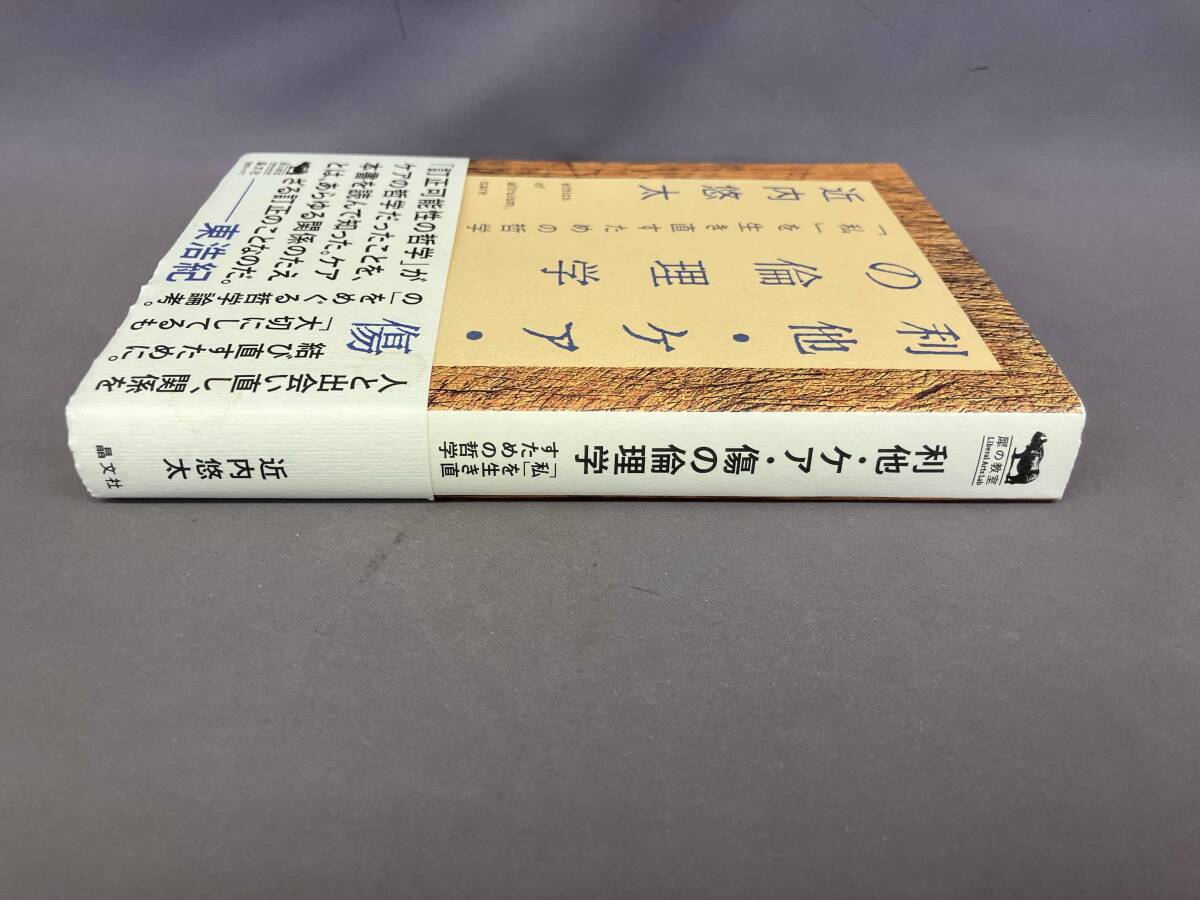 利他・ケア・傷
の倫理学
「私」を生き直すための哲学
近内悠太
ethics
of
altruism,
care
人と出会い直し、関係を
結び直すために。
「大切にしてるも
の」をめぐる哲学論考。
『訂正可能性の哲学』が、
ケアの哲学だったことを、
本書を読んで知った。ケア
とは、あらゆる関係のたえ
ざる訂正のことなのだ。
——東浩紀
犀の教室
Liberal Arts Lab
利他・ケア・傷の倫理学
「私」を生き直
すための哲学
近内悠太
晶文社